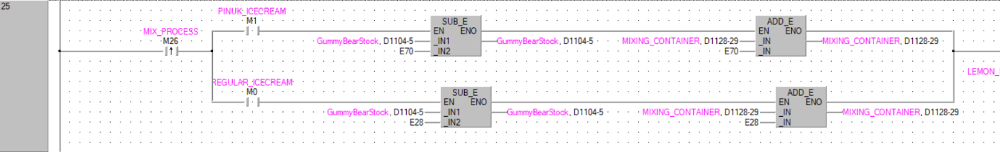 25
PINUK_ICECREAM
M1
MIX_PROCESS
M26
SUB_E
EN ENO
GummyBearStock, D1104-5 _IN1 GummyBearStock, D1104-5
E70 _IN2
ADD_E
EN ENO
MIXING_CONTAINER, D1128-29 _IN MIXING_CONTAINER, D1128-29
E70 _IN
LEMON_
REGULAR_ICECREAM
M0
SUB_E
EN ENO
GummyBearStock, D1104-5 _IN1 GummyBearStock, D1104-5
E28 _IN2
ADD_E
EN ENO
MIXING_CONTAINER, D1128-29 _IN MIXING_CONTAINER, D1128-29
E28 _IN